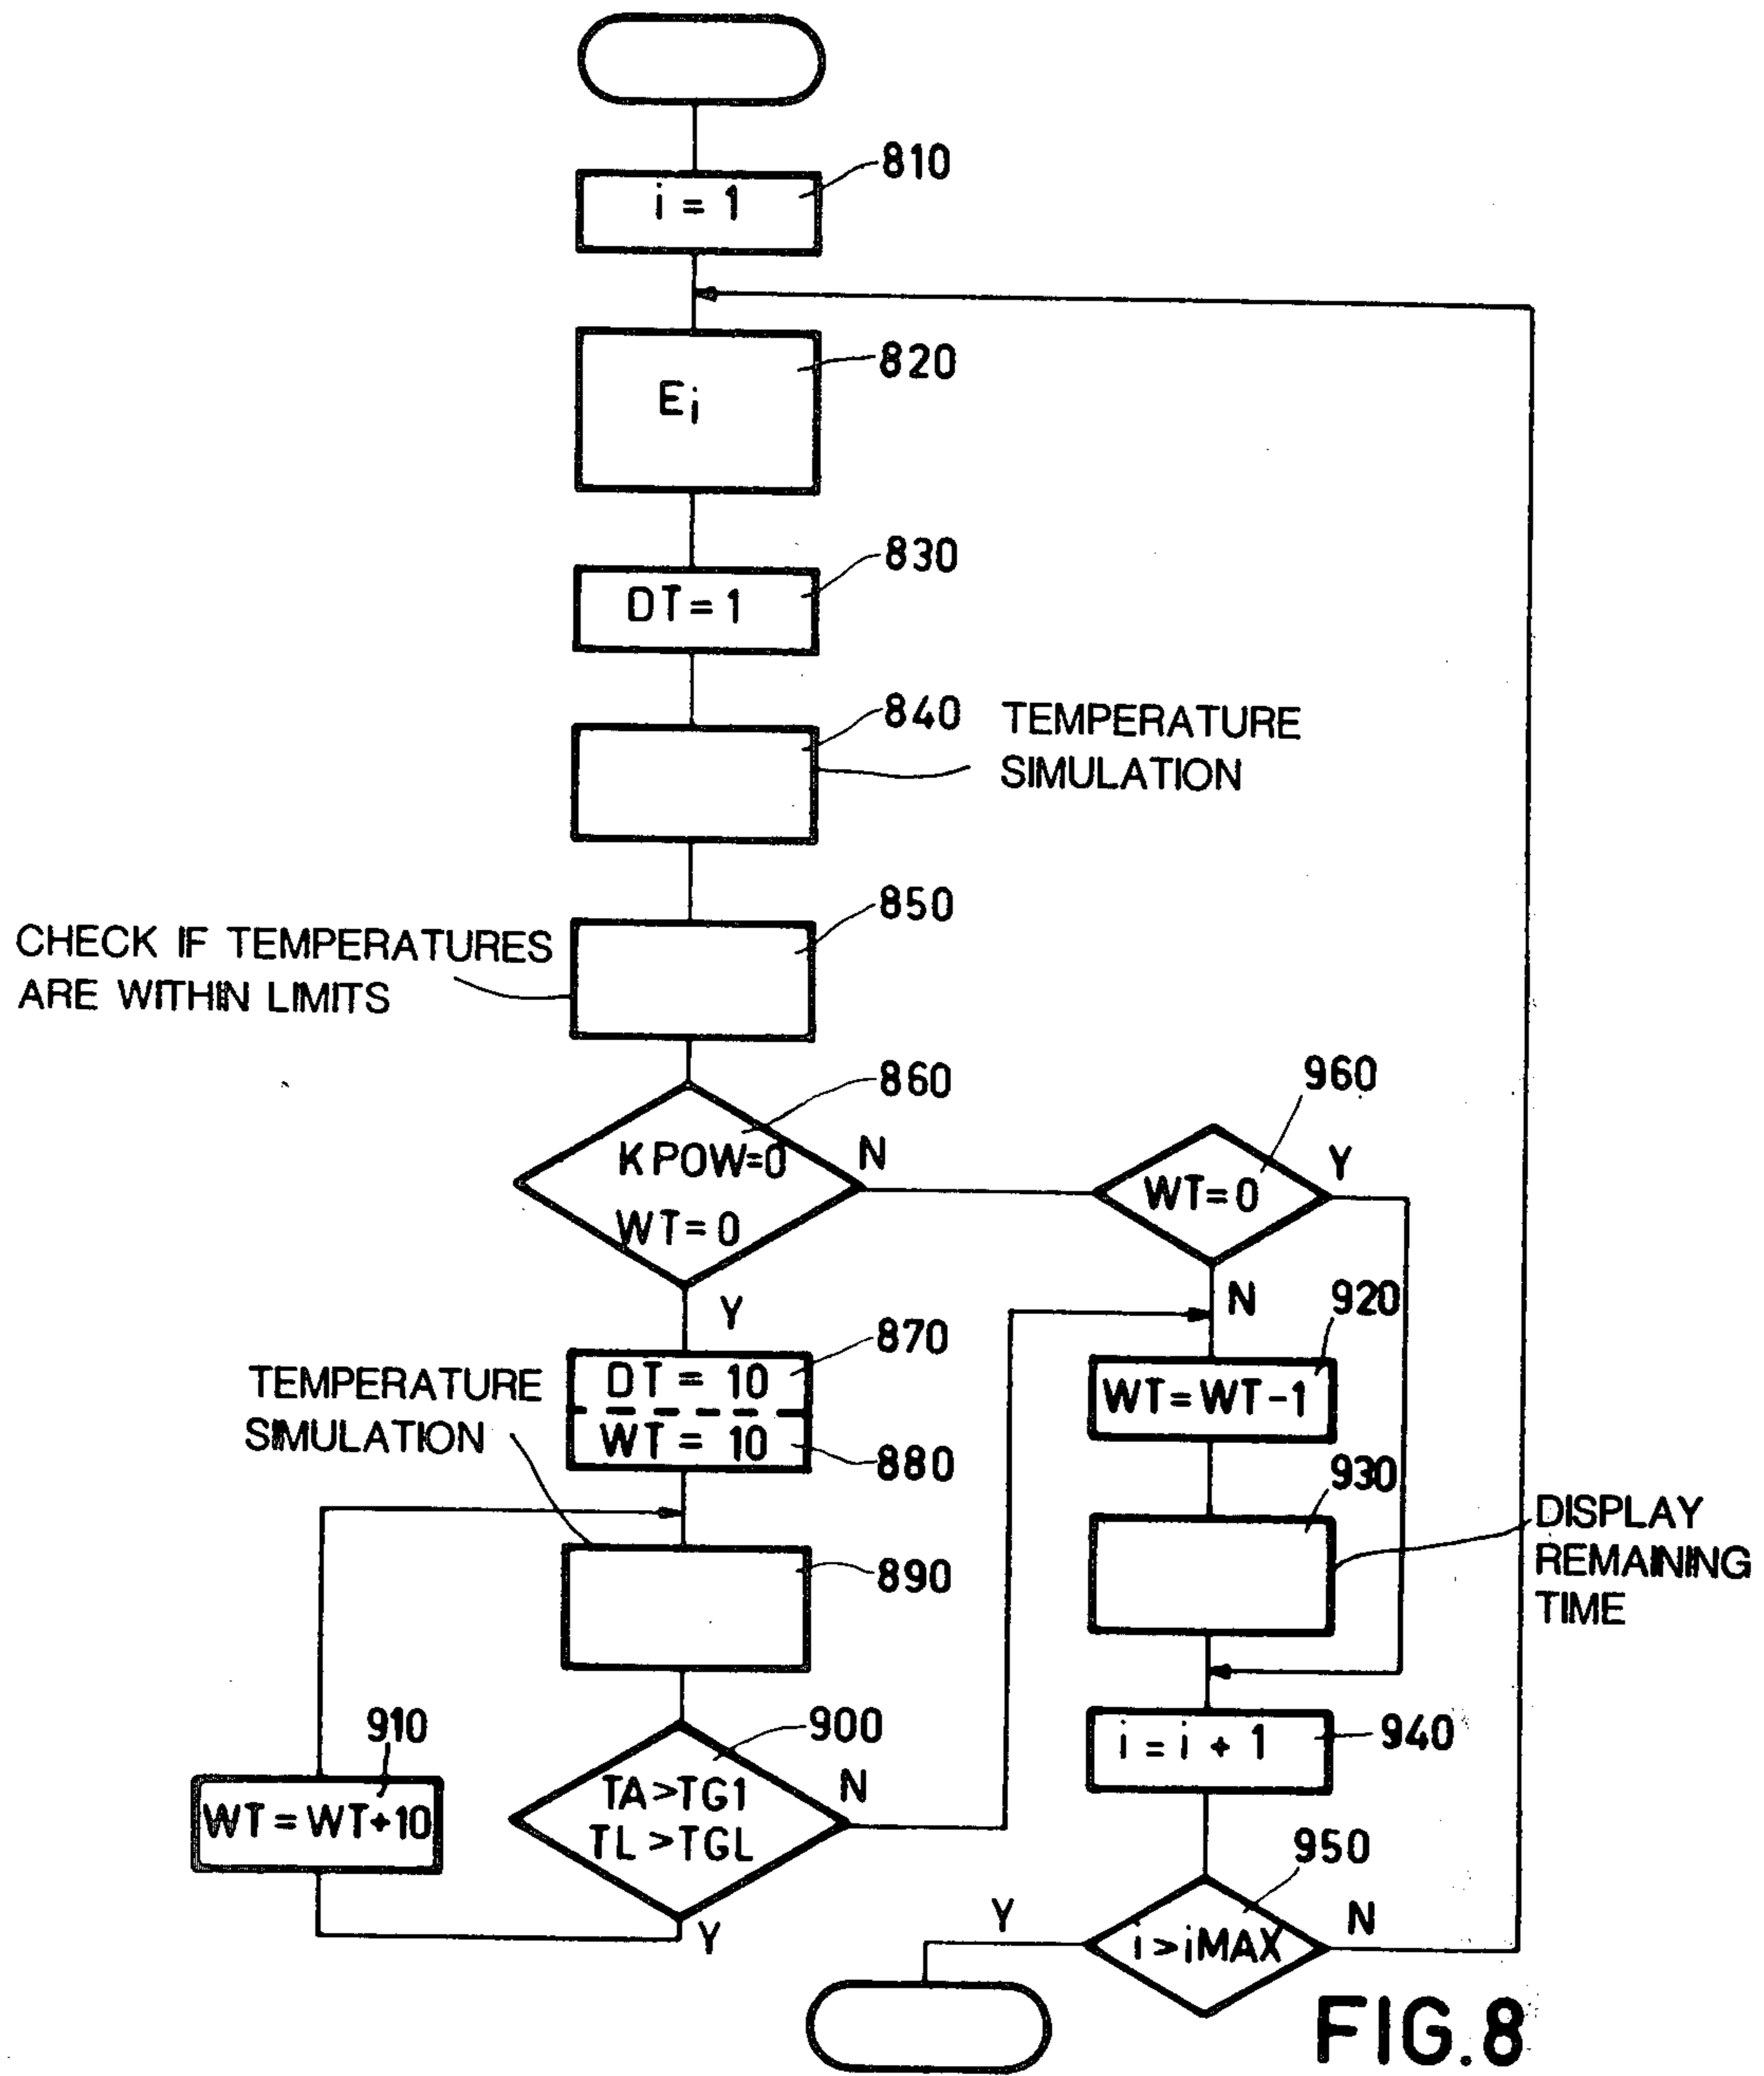 810
i = 1
820
Ei
830
DT = 1
840
TEMPERATURE
SIMULATION
850
CHECK IF TEMPERATURES
ARE WITHIN LIMITS
860
KPOW=0
WT=0
N
Y
960
WT=0
Y
N
870
DT = 10
WT = 10
880
TEMPERATURE
SIMULATION
890
920
WT=WT-1
930
DISPLAY
REMAINING
TIME
910
WT=WT+10
900
TA>TG1
TL>TGL
N
Y
940
i = i + 1
950
i>iMAX
Y
N
FIG.8